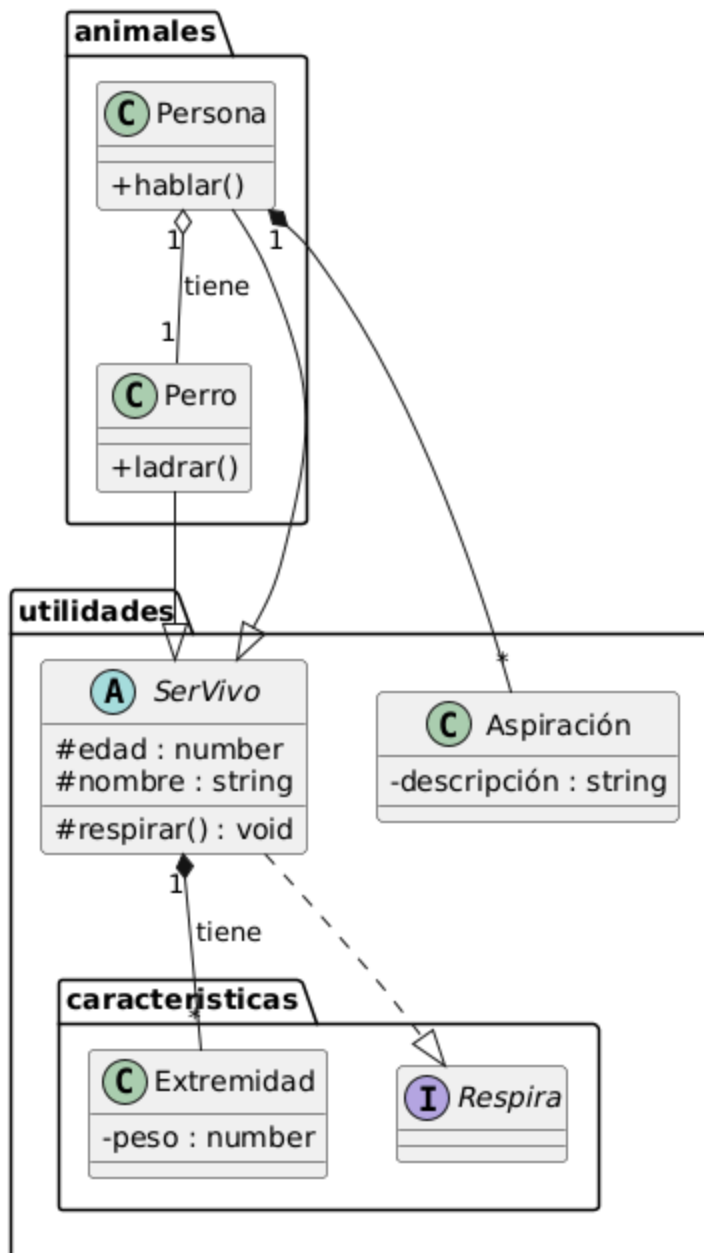 animales
C Persona
+hablar()
1
1
tiene
1
C Perro
+ladrar()
utilidades
*
A SerVivo
#edad : number
#nombre : string
#respirar() : void
C Aspiración
-descripción : string
1
tiene
caracteristicas
*
C Extremidad
-peso : number
I Respira